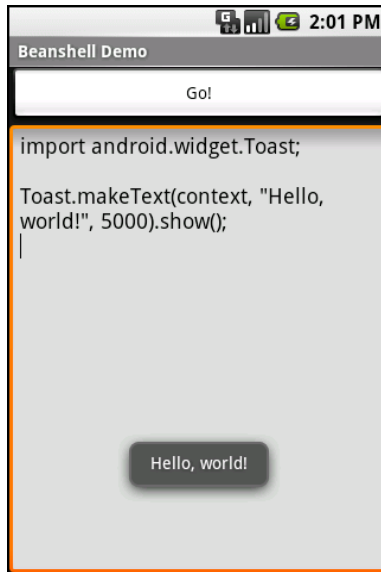 G 2:01 PM
Beanshell Demo
Go!
import android.widget.Toast;
Toast.makeText(context, "Hello,
world!", 5000).show();
Hello, world!